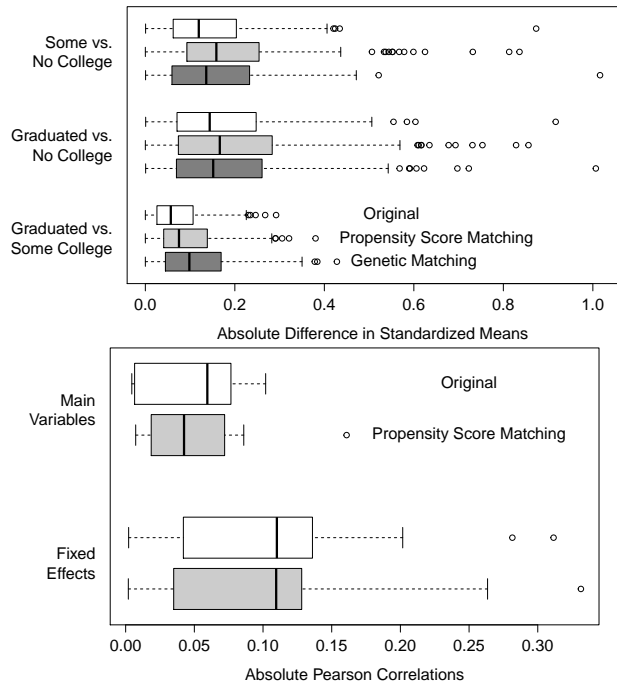 Some vs.
No College
Graduated vs.
No College
Graduated vs.
Some College
Original
Propensity Score Matching
Genetic Matching
0.0 0.2 0.4 0.6 0.8 1.0
Absolute Difference in Standardized Means
Main
Variables
Original
Propensity Score Matching
Fixed
Effects
0.00 0.05 0.10 0.15 0.20 0.25 0.30
Absolute Pearson Correlations